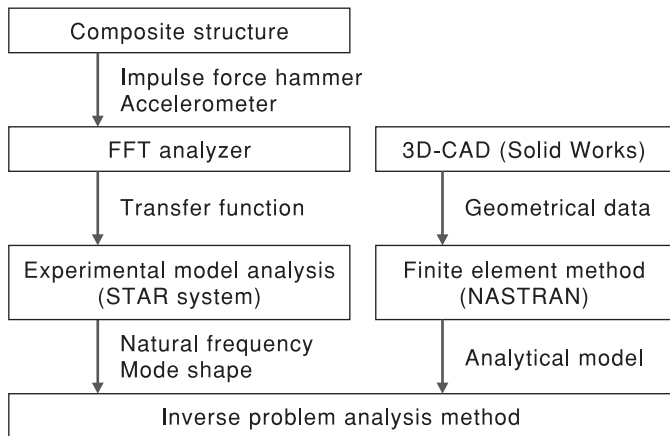 Composite structure
Impulse force hammer
Accelerometer
FFT analyzer
3D-CAD (Solid Works)
Transfer function
Geometrical data
Experimental model analysis
(STAR system)
Finite element method
(NASTRAN)
Natural frequency
Mode shape
Analytical model
Inverse problem analysis method